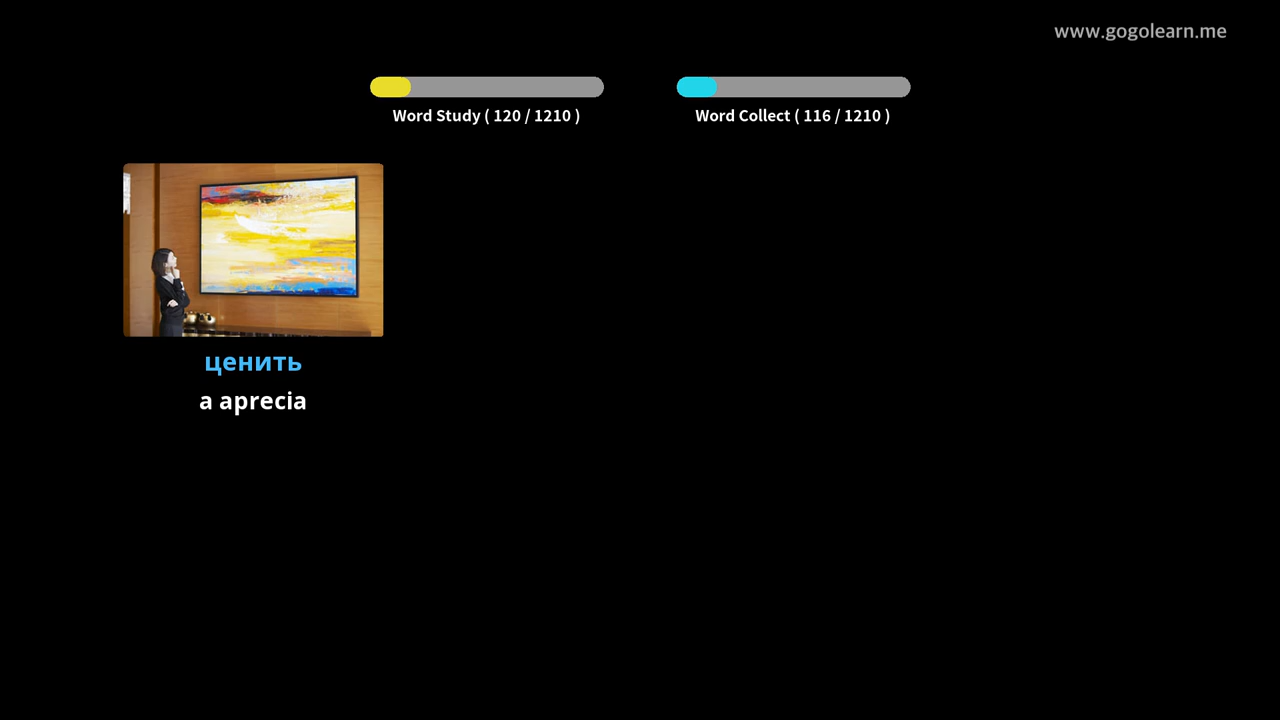 www.gogolearn.me
Word Study ( 120 / 1210 )
Word Collect ( 116 / 1210 )
ценить
a aprecia